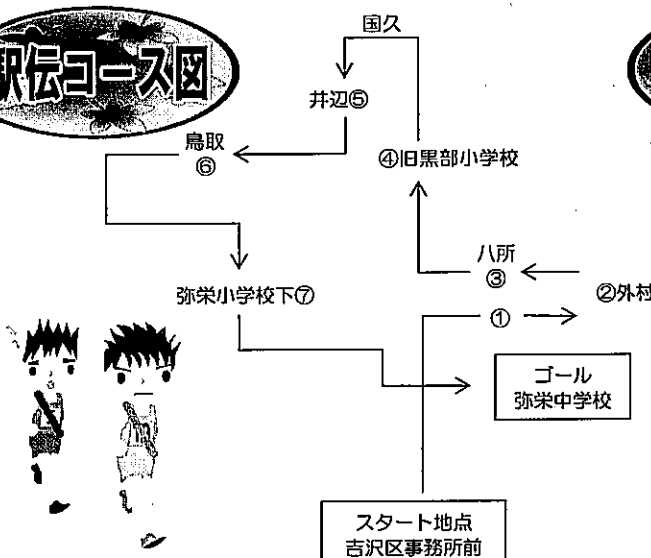 駅伝コース図
国久
井辺⑤
鳥取
⑥
④旧黒部小学校
八所
③
②外村
①
弥栄小学校下⑦
ゴール
弥栄中学校
スタート地点
吉沢区事務所前